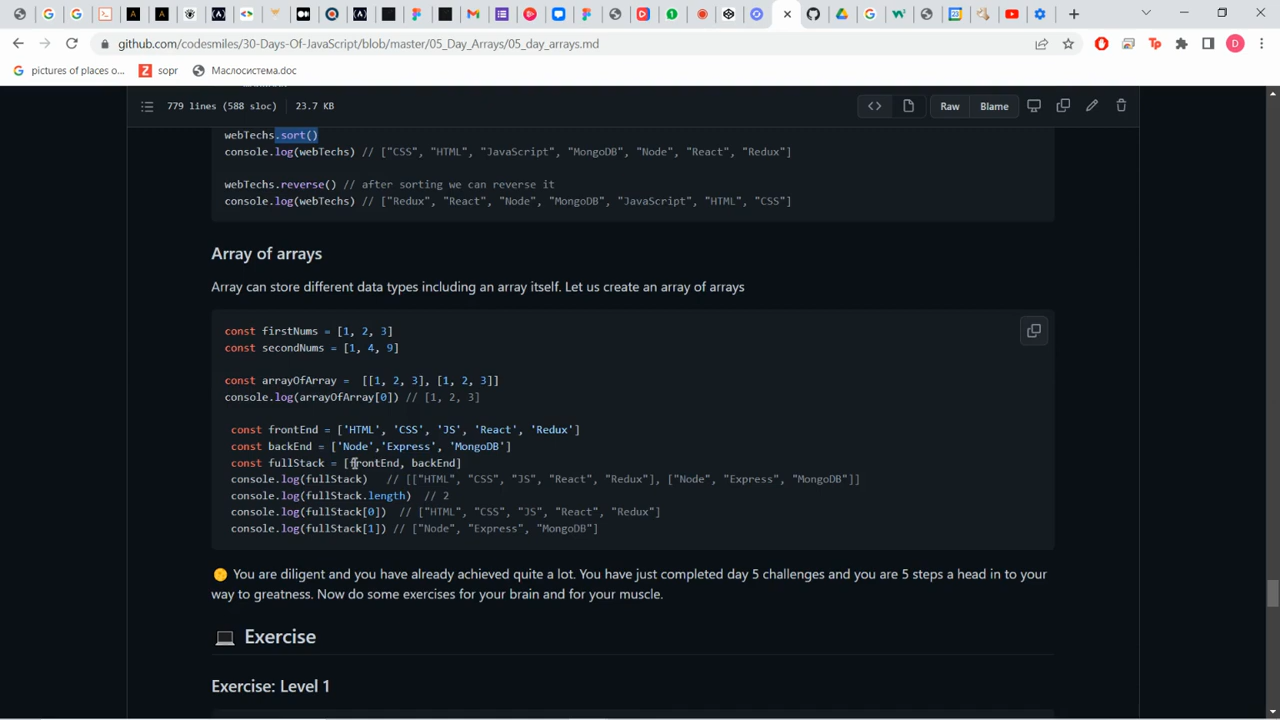 github.com/codesmiles/30-Days-Of-JavaScript/blob/master/05_Day_Arrays/05_day_arrays.md
pictures of places o... sopr Маслосистема.doc
779 lines (588 sloc) 23.7 KB Raw Blame
webTechs.sort()
console.log(webTechs) // ["CSS", "HTML", "JavaScript", "MongoDB", "Node", "React", "Redux"]
webTechs.reverse() // after sorting we can reverse it
console.log(webTechs) // ["Redux", "React", "Node", "MongoDB", "JavaScript", "HTML", "CSS"]
Array of arrays
Array can store different data types including an array itself. Let us create an array of arrays
const firstNums = [1, 2, 3]
const secondNums = [1, 4, 9]
const arrayOfArray =  [[1, 2, 3], [1, 2, 3]]
console.log(arrayOfArray[0]) // [1, 2, 3]
const frontEnd = ['HTML', 'CSS', 'JS', 'React', 'Redux']
const backEnd = ['Node','Express', 'MongoDB']
const fullStack = [frontEnd, backEnd]
console.log(fullStack)   // [["HTML", "CSS", "JS", "React", "Redux"], ["Node", "Express", "MongoDB"]]
console.log(fullStack.length)  // 2
console.log(fullStack[0])  // ["HTML", "CSS", "JS", "React", "Redux"]
console.log(fullStack[1]) // ["Node", "Express", "MongoDB"]
You are diligent and you have already achieved quite a lot. You have just completed day 5 challenges and you are 5 steps a head in to your
way to greatness. Now do some exercises for your brain and for your muscle.
Exercise
Exercise: Level 1